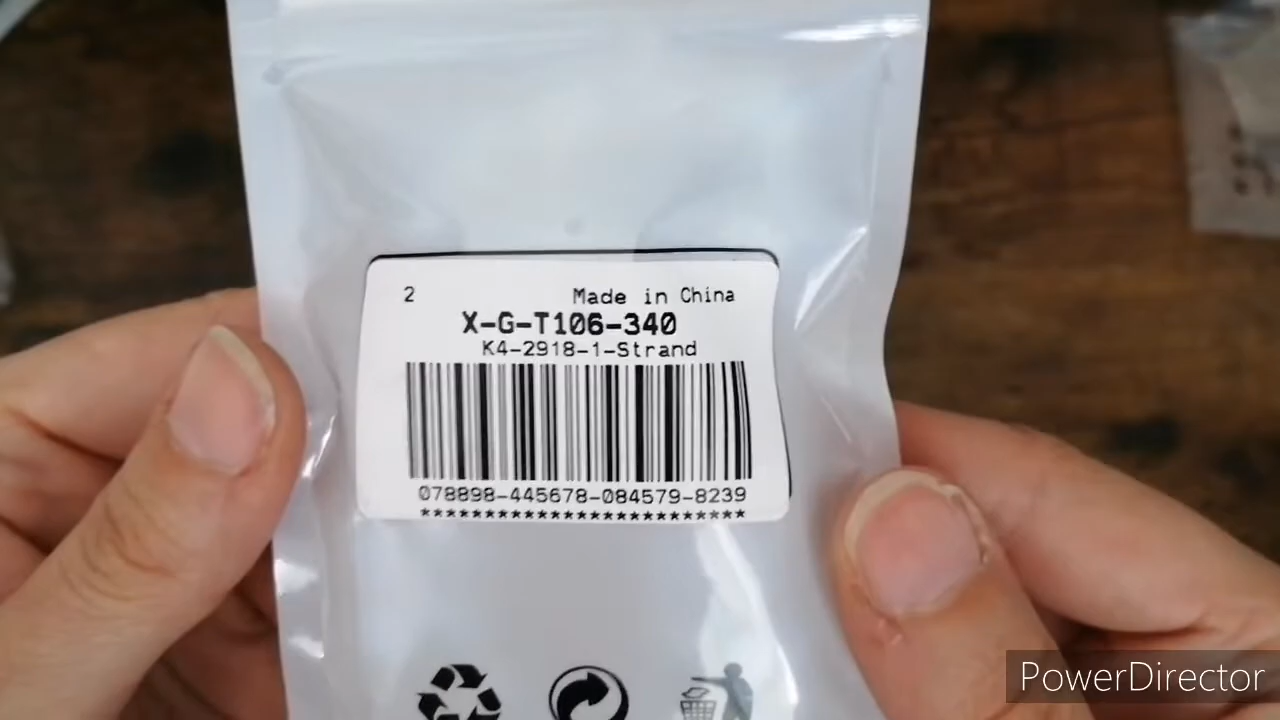 2 Made in China
X-G-T106-340
K4-2918-1-Strand
078898-445678-084579-8239
************************
PowerDirector